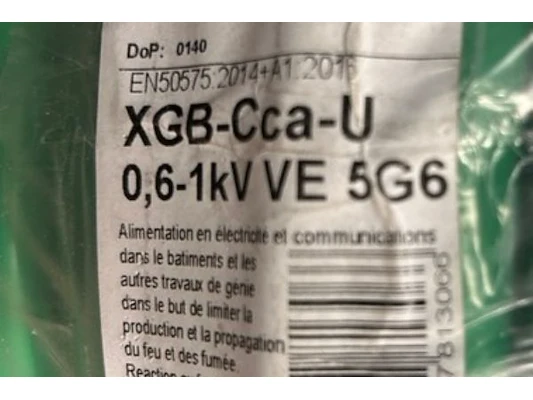 DoP: 0140
EN50575:2014+A1:2016
XGB-Cca-U
0,6-1kV VE 5G6
Alimentation en électricité et communications
dans le batiments et les
autres travaux de génie
dans le but de limiter la
production et la propagation
du feu et des fumée.
7813066